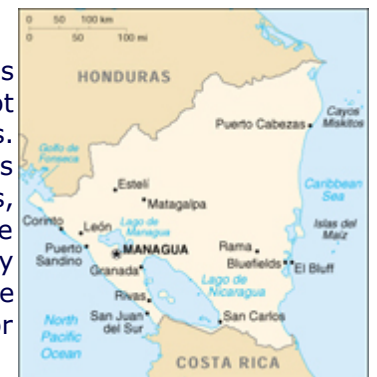 0 50 100 km
0 50 100 mi
HONDURAS
s
ot
Cayos
Miskitos
Puerto Cabezas
s.
Golfo de
Fonseca
s
Estelí
Caribbean
Sea
s,
Matagalpa
Corinto
León
Lago de
Managua
Islas del
Maíz
e
Puerto
Sandino
MANAGUA
Rama
y
Granada
Bluefields
El Bluff
Lago de
Nicaragua
e
Rivas
or
North
Pacific
Ocean
San Juan
del Sur
San Carlos
COSTA RICA